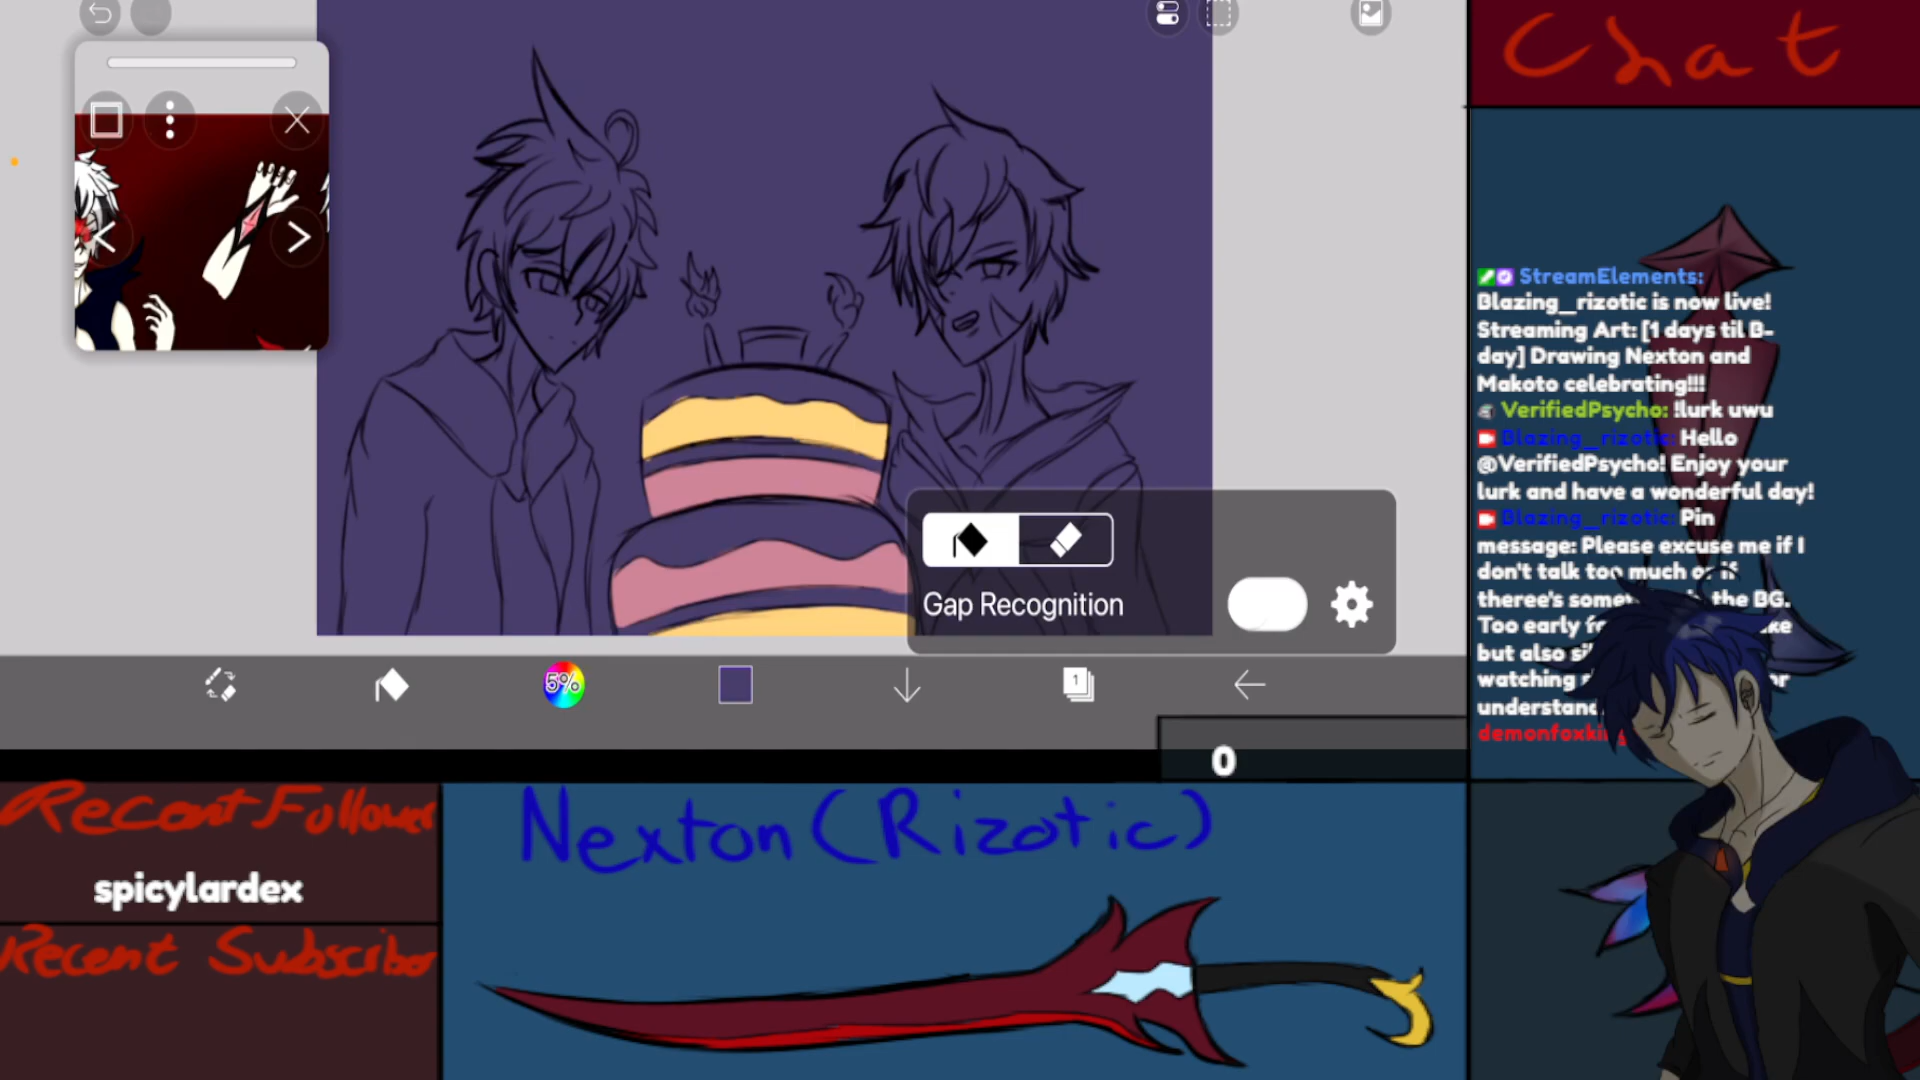 Chat
StreamElements:
Blazing_rizotic is now live!
Streaming Art: [1 days til B-
day] Drawing Nexton and
Makoto celebrating!!!
VerifiedPsycho: !lurk uwu
Blazing_rizotic: Hello
@VerifiedPsycho! Enjoy your
lurk and have a wonderful day!
Blazing_rizotic: Pin
message: Please excuse me if I
don't talk too much or if
theree's the BG.
Too early
but also
watching
understand
Gap Recognition
5%
1
0
Recent Follower
spicylardex
Nexton (Rizotic)
Recent Subscriber